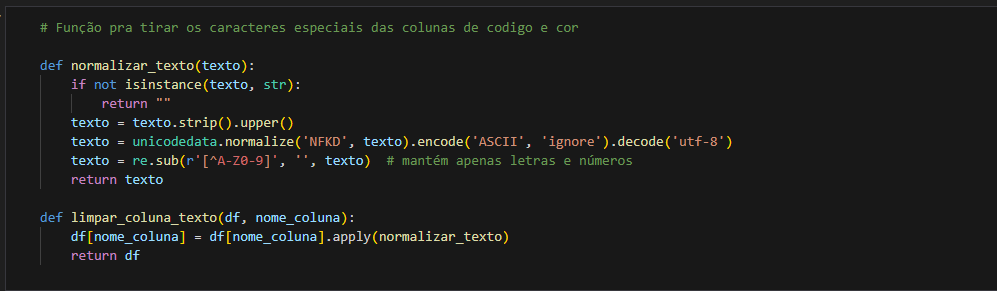 # Função pra tirar os caracteres especiais das colunas de codigo e cor
def normalizar_texto(texto):
if not isinstance(texto, str):
return ""
texto = texto.strip().upper()
texto = unicodedata.normalize('NFKD', texto).encode('ASCII', 'ignore').decode('utf-8')
texto = re.sub(r'[^A-Z0-9]', '', texto)  # mantém apenas letras e números
return texto
def limpar_coluna_texto(df, nome_coluna):
df[nome_coluna] = df[nome_coluna].apply(normalizar_texto)
return df